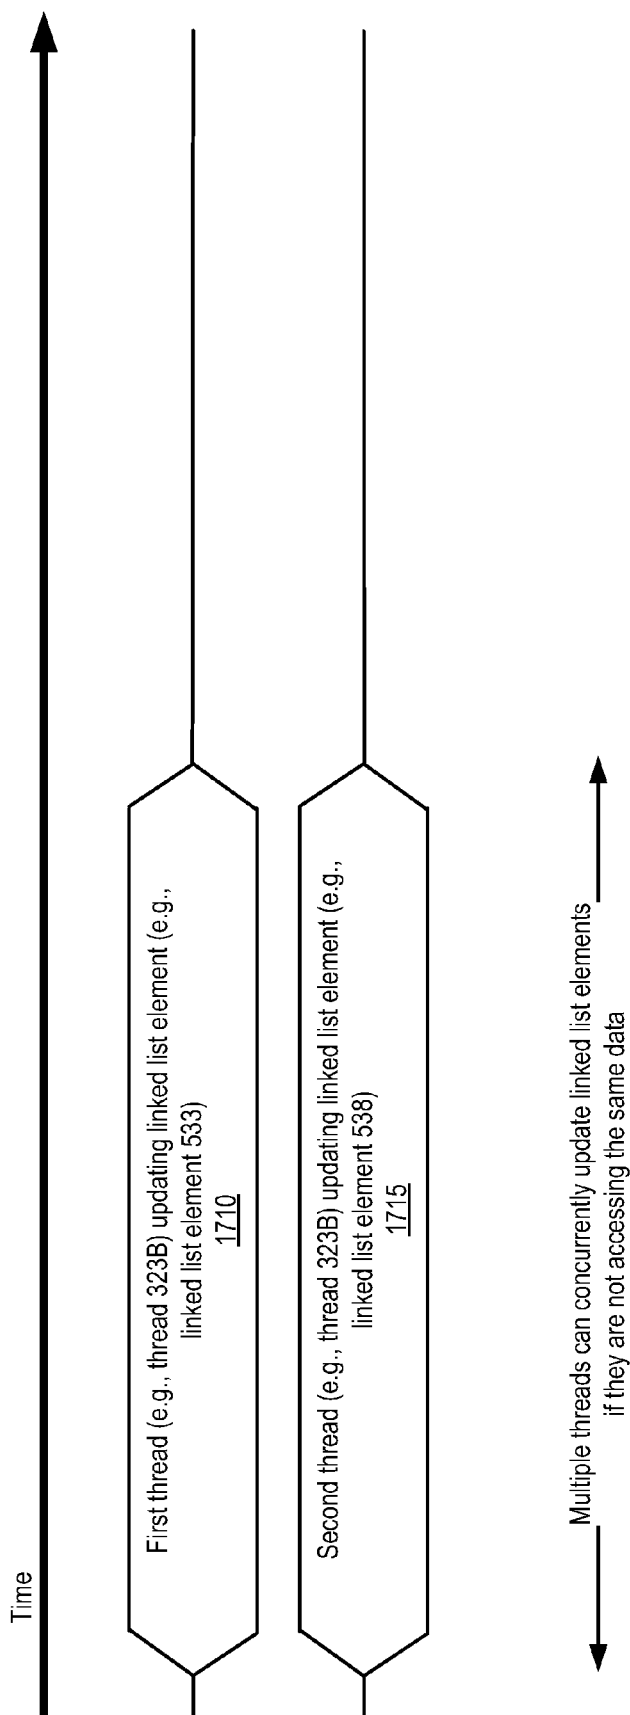 Time
First thread (e.g., thread 323B) updating linked list element (e.g.,
linked list element 533)
1710
Second thread (e.g., thread 323B) updating linked list element (e.g.,
linked list element 538)
1715
Multiple threads can concurrently update linked list elements
if they are not accessing the same data